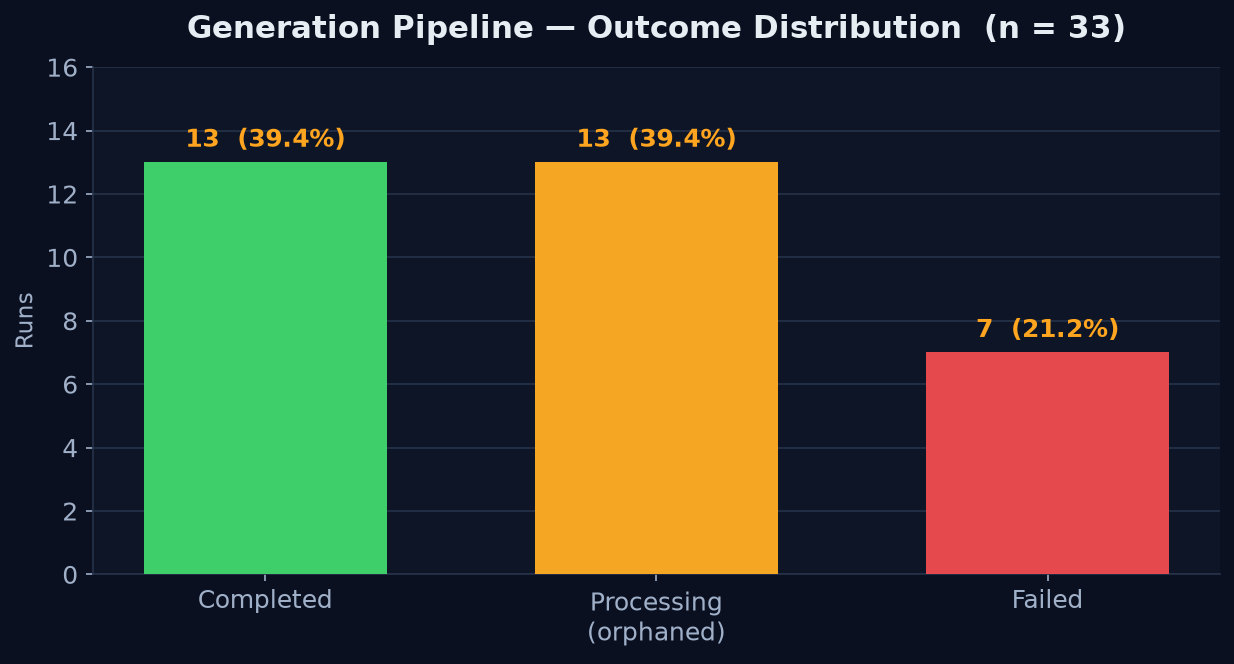 Generation Pipeline — Outcome Distribution  (n = 33)
16
14
12
10
8
6
4
2
0
Runs
13  (39.4%)
13  (39.4%)
7  (21.2%)
Completed
Processing
(orphaned)
Failed